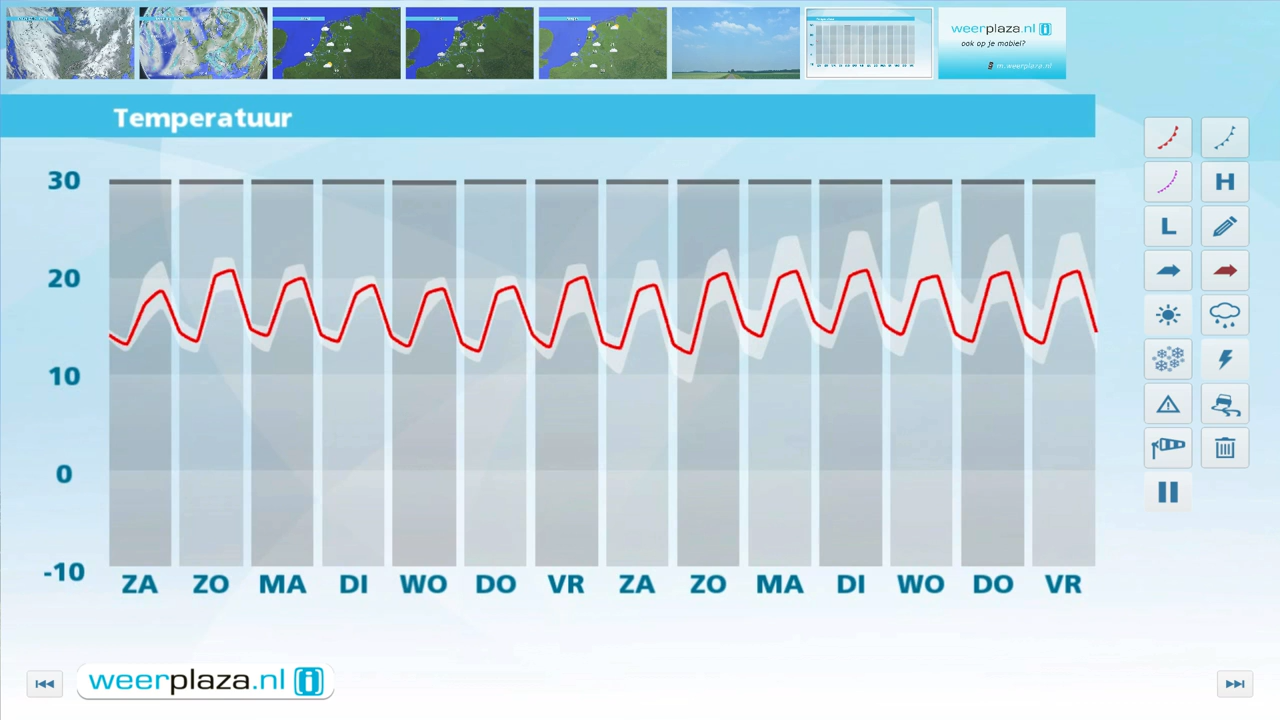 weerplaza.nl i
ook op je mobiel?
m.weerplaza.nl
Temperatuur
30
20
10
0
-10
ZA ZO MA DI WO DO VR ZA ZO MA DI WO DO VR
H
L
weerplaza.nl i